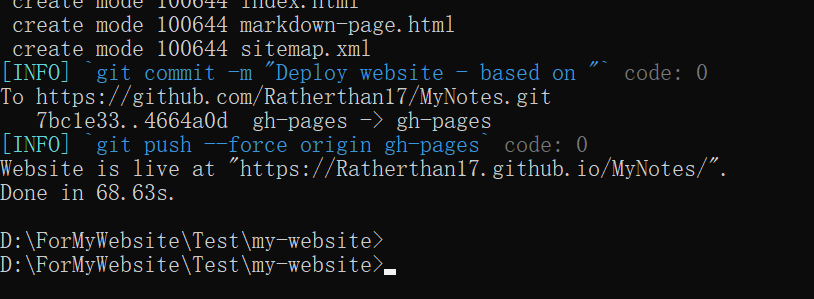 create mode 100644 index.html
create mode 100644 markdown-page.html
create mode 100644 sitemap.xml
[INFO] `git commit -m "Deploy website - based on "` code: 0
To https://github.com/Ratherthan17/MyNotes.git
7bc1e33..4664a0d  gh-pages -> gh-pages
[INFO] `git push --force origin gh-pages` code: 0
Website is live at "https://Ratherthan17.github.io/MyNotes/".
Done in 68.63s.
D:\ForMyWebsite\Test\my-website>
D:\ForMyWebsite\Test\my-website>